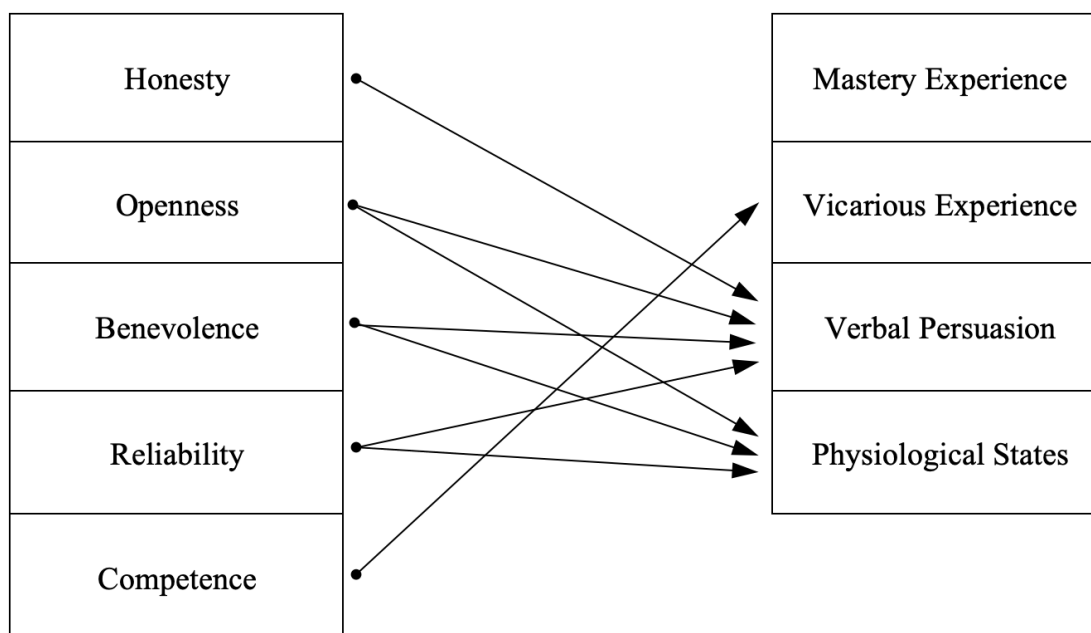 Honesty
Openness
Benevolence
Reliability
Competence
Mastery Experience
Vicarious Experience
Verbal Persuasion
Physiological States